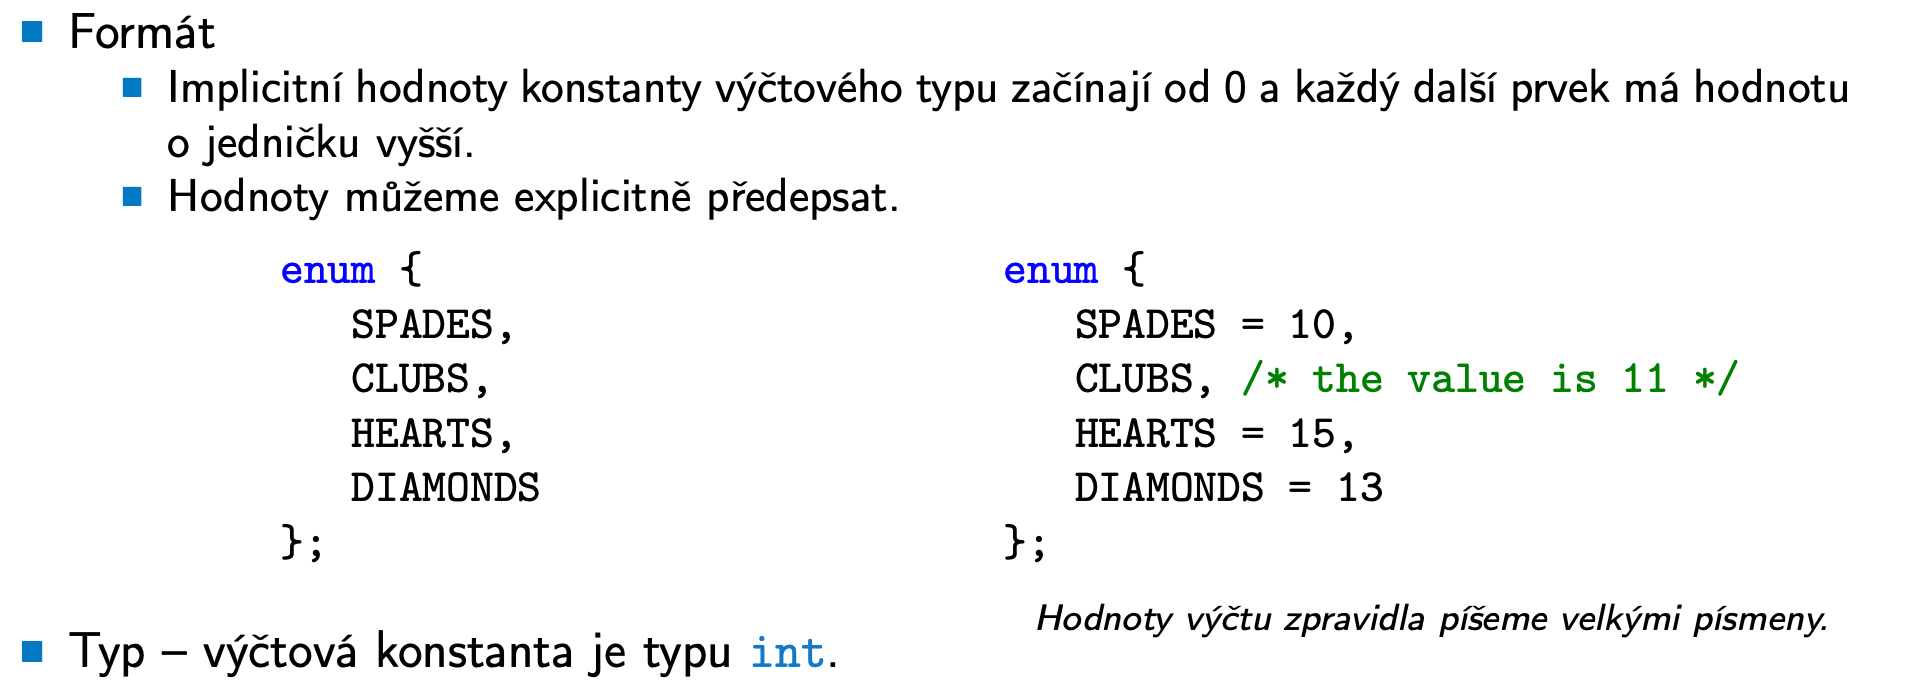 Formát
Implicitní hodnoty konstanty výčtového typu začínají od 0 a každý další prvek má hodnotu
o jedničku vyšší.
Hodnoty můžeme explicitně předepsat.
enum {
SPADES,
CLUBS,
HEARTS,
DIAMONDS
};
enum {
SPADES = 10,
CLUBS, /* the value is 11 */
HEARTS = 15,
DIAMONDS = 13
};
Hodnoty výčtu zpravidla píšeme velkými písmeny.
Typ – výčtová konstanta je typu int.